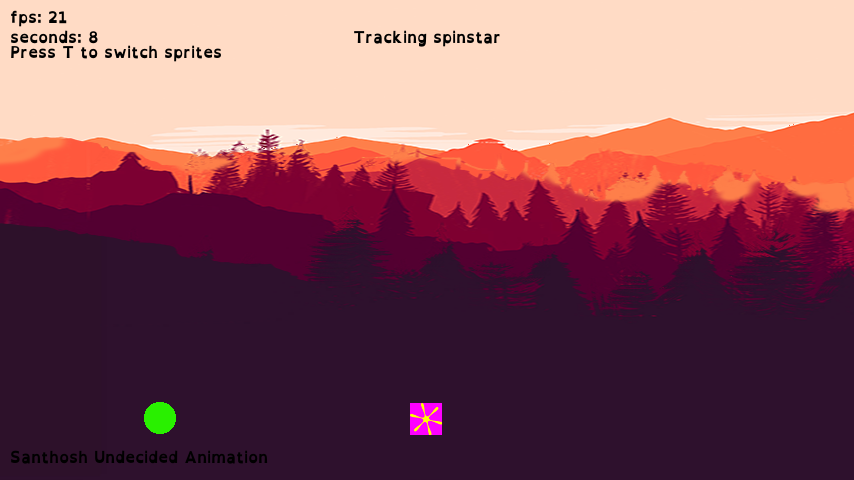 fps: 21
seconds: 8
Tracking spinstar
Press T to switch sprites
Santhosh Undecided Animation